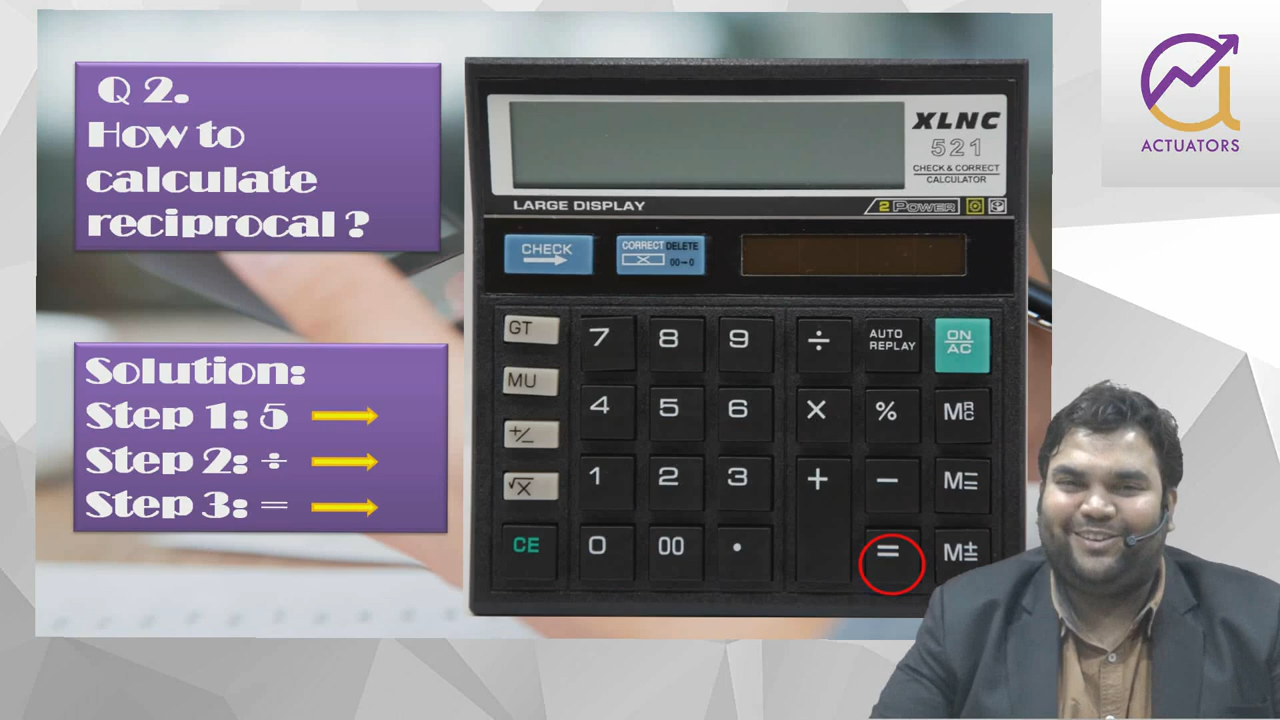 Q 2.
How to
calculate
reciprocal ?
Solution:
Step 1: 5
Step 2: ÷
Step 3: =
XLNC
521
CHECK & CORRECT
CALCULATOR
LARGE DISPLAY
2 POWER
CHECK
CORRECT DELETE
00→0
GT 7 8 9 ÷ AUTO REPLAY ON/AC
MU 4 5 6 X % MRC
+/- 1 2 3 + − M=
√X
CE 0 00 • = M±
ACTUATORS